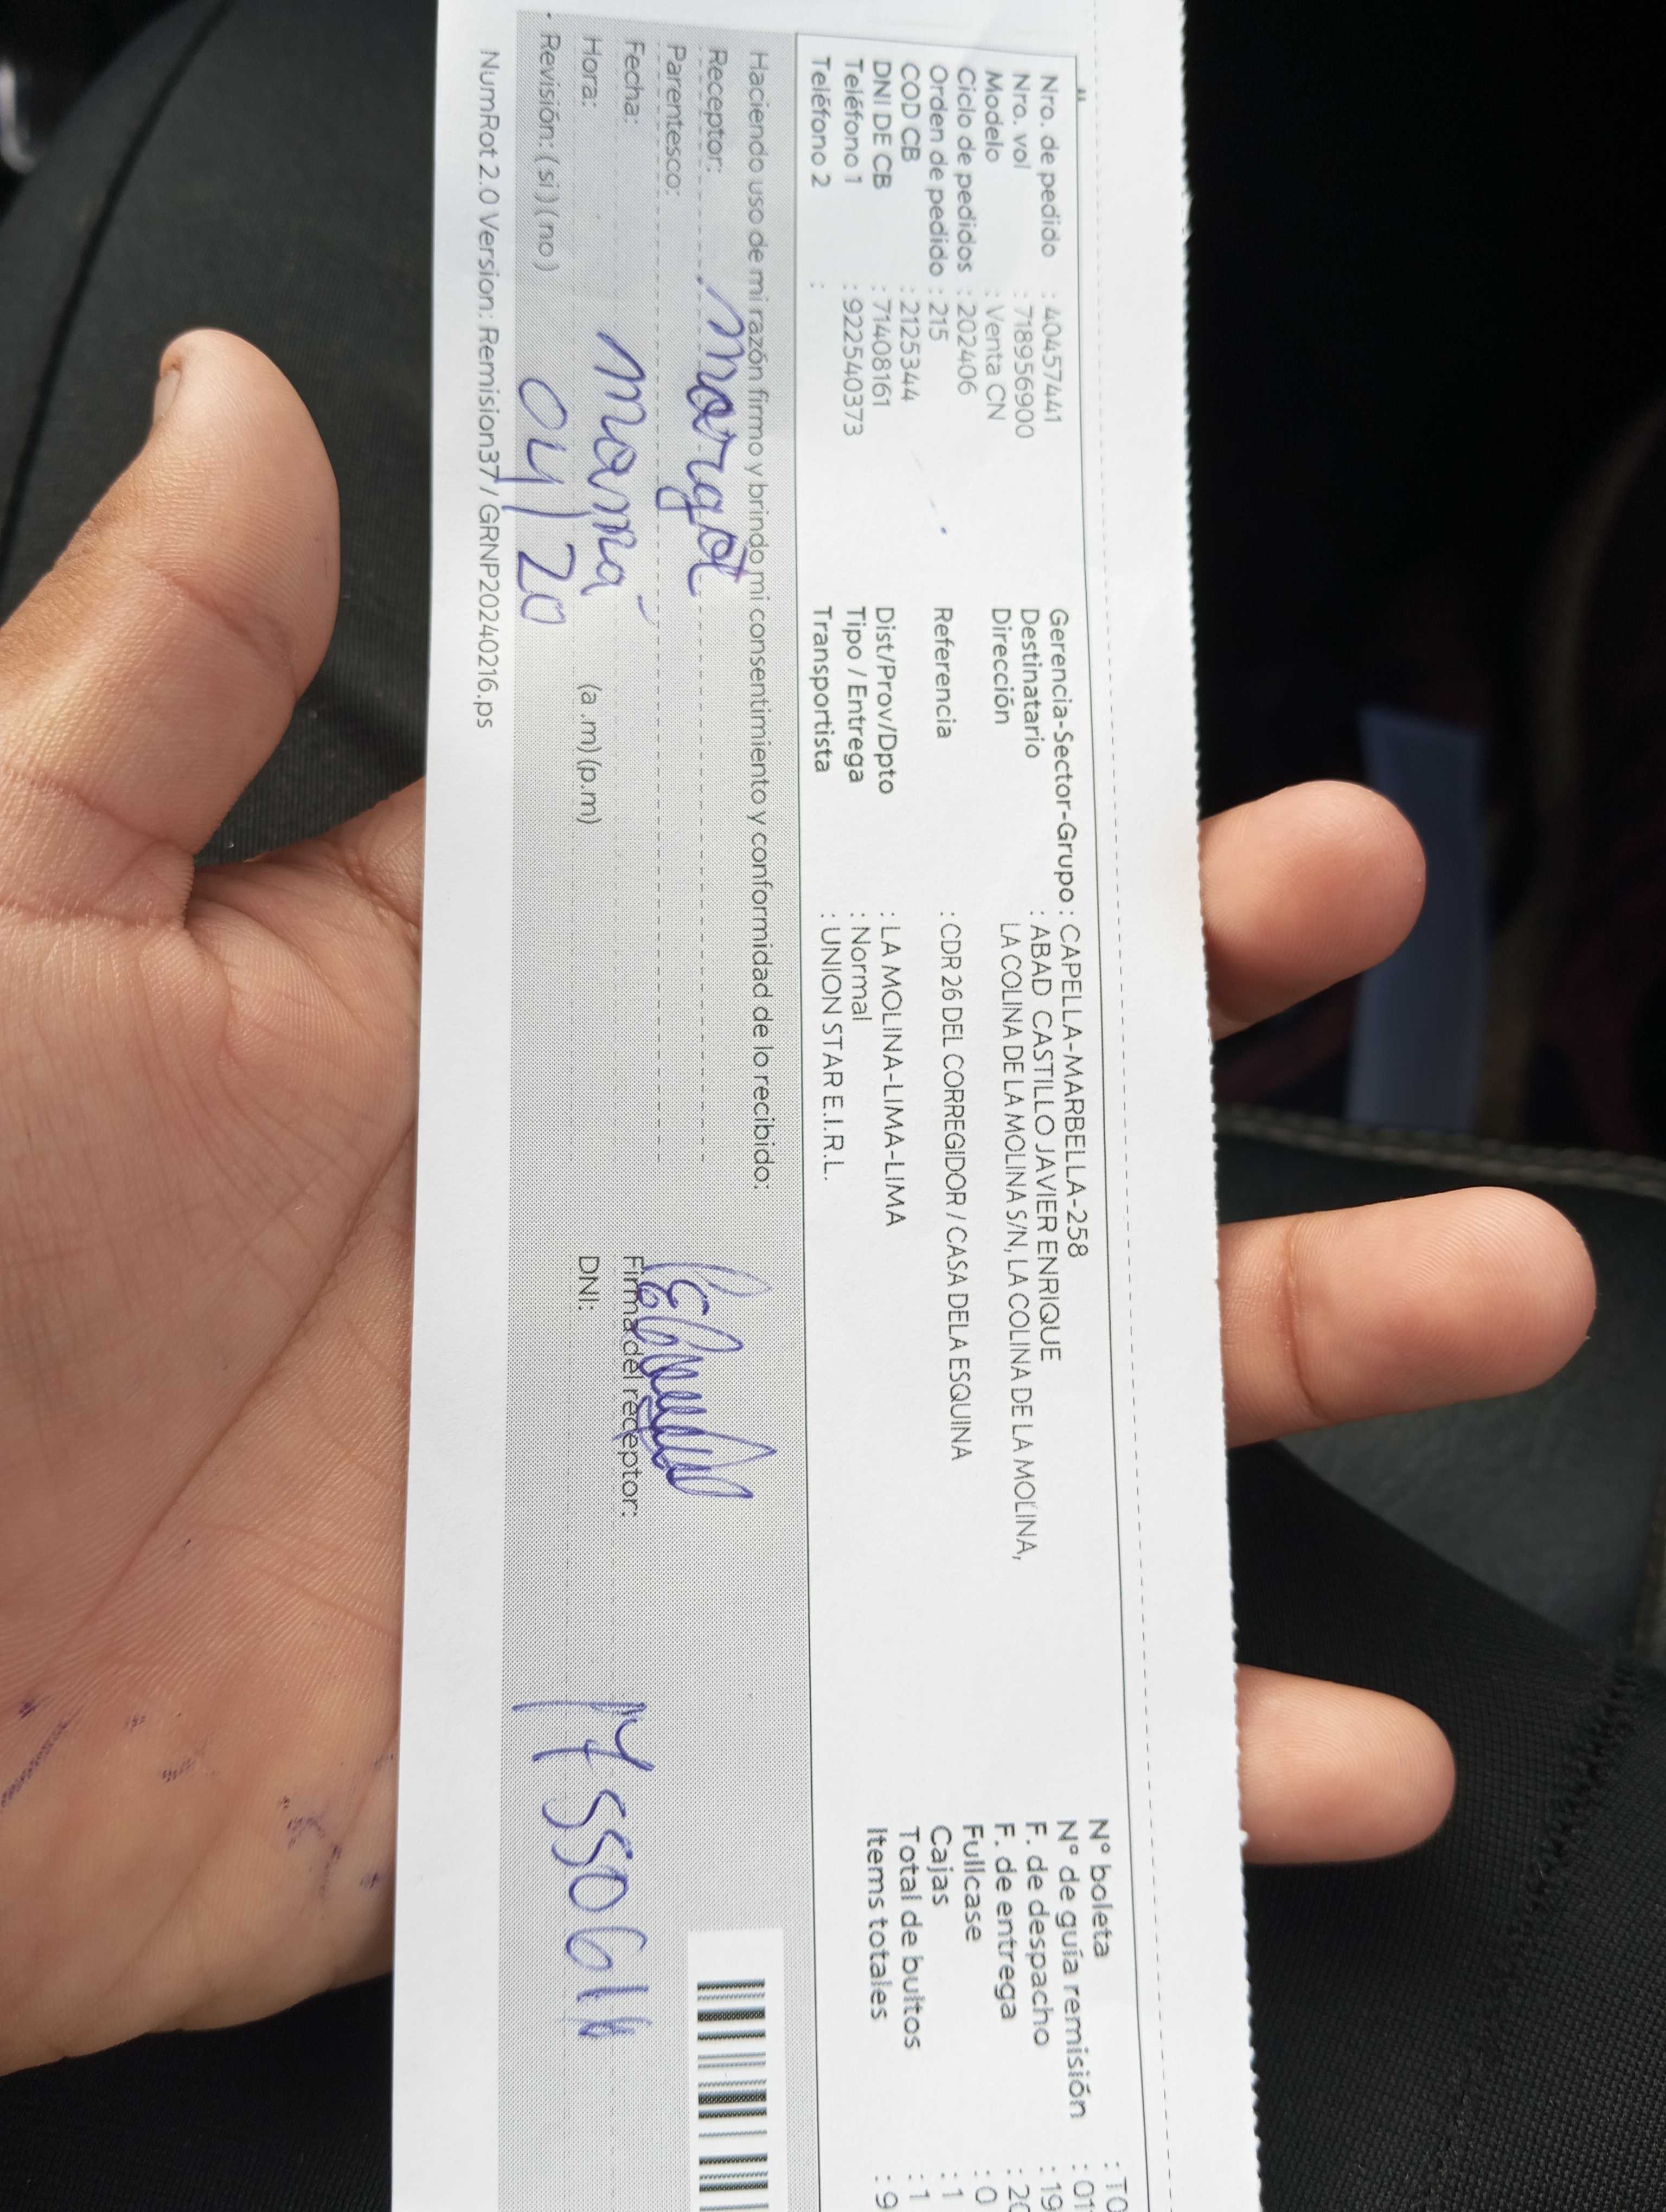 Nro. de pedido : 40457441
Nro. vol : 718956900
Modelo : Venta CN
Ciclo de pedidos : 202406
Orden de pedido : 215
COD CB : 2125344
DNI DE CB : 71408161
Teléfono 1 : 9225540373
Teléfono 2 :
Gerencia-Sector-Grupo : CAPELLA-MARBELLA-258
Destinatario : ABAD CASTILLO JAVIER ENRIQUE
Dirección LA COLINA DE LA MOLINA S/N, LA COLINA DE LA MOLINA,
Referencia : CDR 26 DEL CORREGIDOR / CASA DELA ESQUINA
Dist/Prov/Dpto : LA MOLINA-LIMA-LIMA
Tipo / Entrega : Normal
Transportista : UNION STAR E.I.R.L.
N° boleta : T0
N° de guía remisión : 01
F. de despacho : 19
F. de entrega : 20
Fullcase : 0
Cajas : 1
Total de bultos : 1
Items totales : 9
Haciendo uso de mi razón firmo y brindo mi consentimiento y conformidad de lo recibido:
Receptor: Margot
Parentesco:
Fecha: mamá
Hora: (a .m) (p.m)
Revisión: ( si ) ( no ) 04/20
Firma del receptor:
DNI:
NumRot 2.0 Version: Remision37 / GRNP20240216.ps